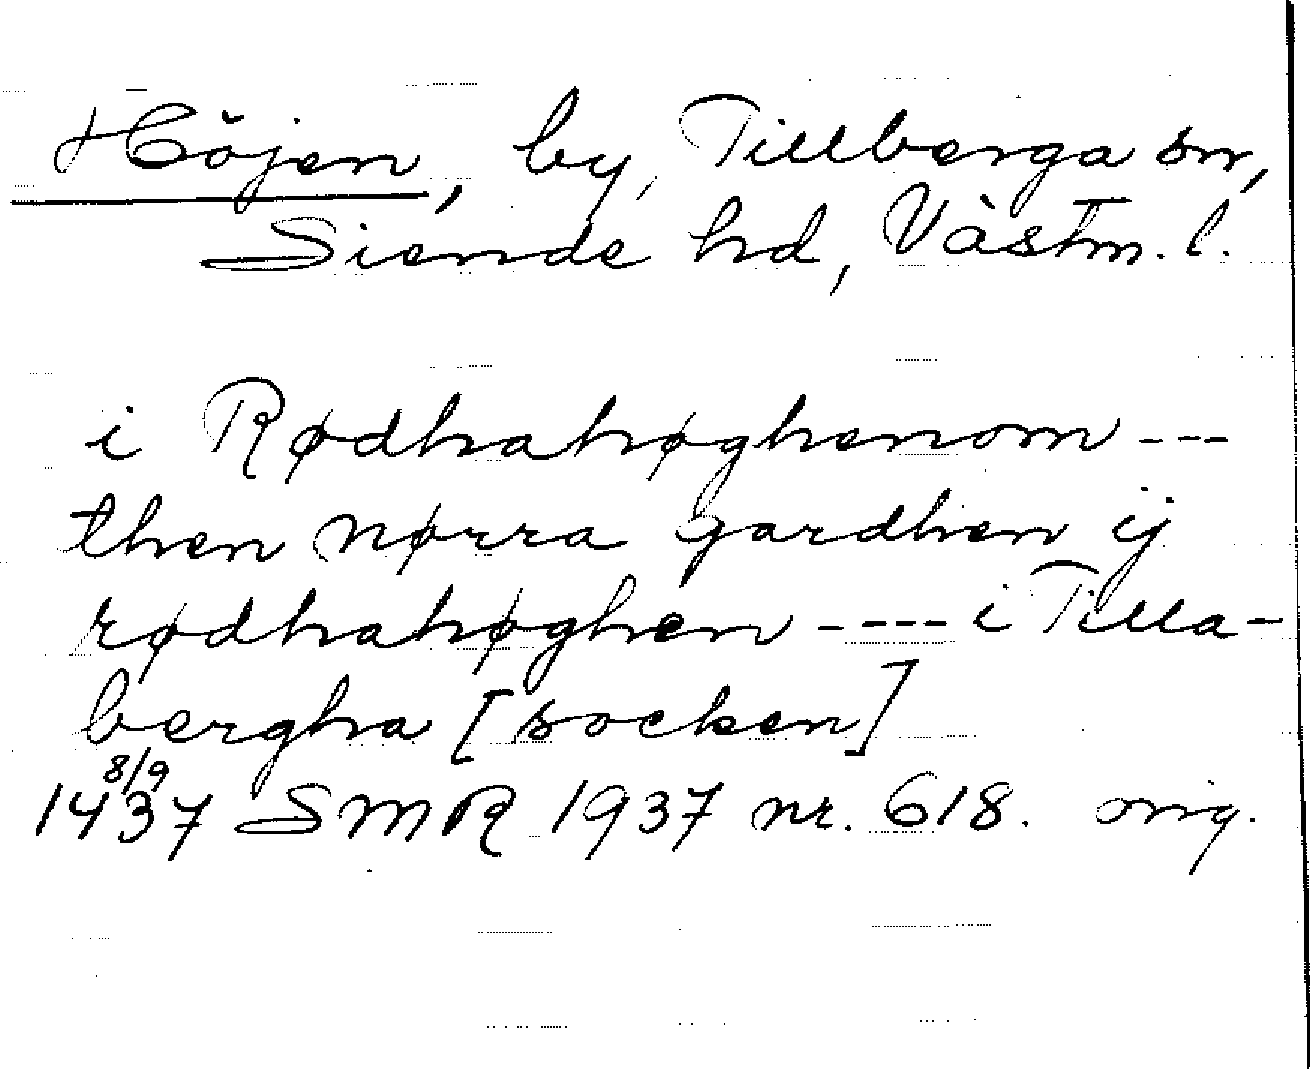 Höjen, by, Tillberga sn,
Siende hd, Västm. l.
i Rødhahøghenom ---
then nørra gardhen ij
rødhahøghen ---- i Tilla-
bergha [socken]
8/9
1437 SMR 1937 nr. 618. orig.